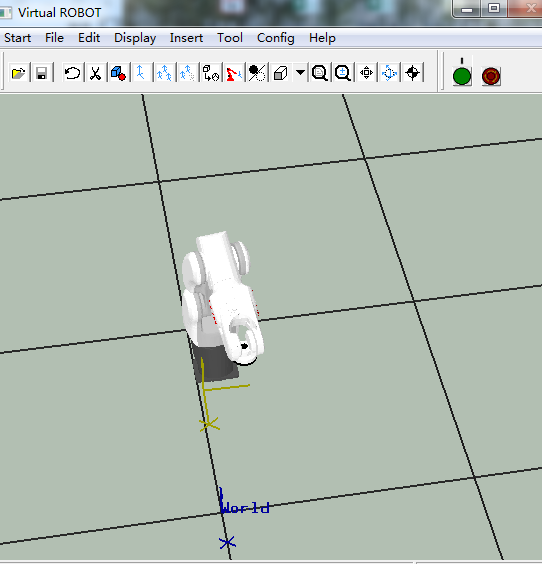 Virtual ROBOT
Start File Edit Display Insert Tool Config Help
World